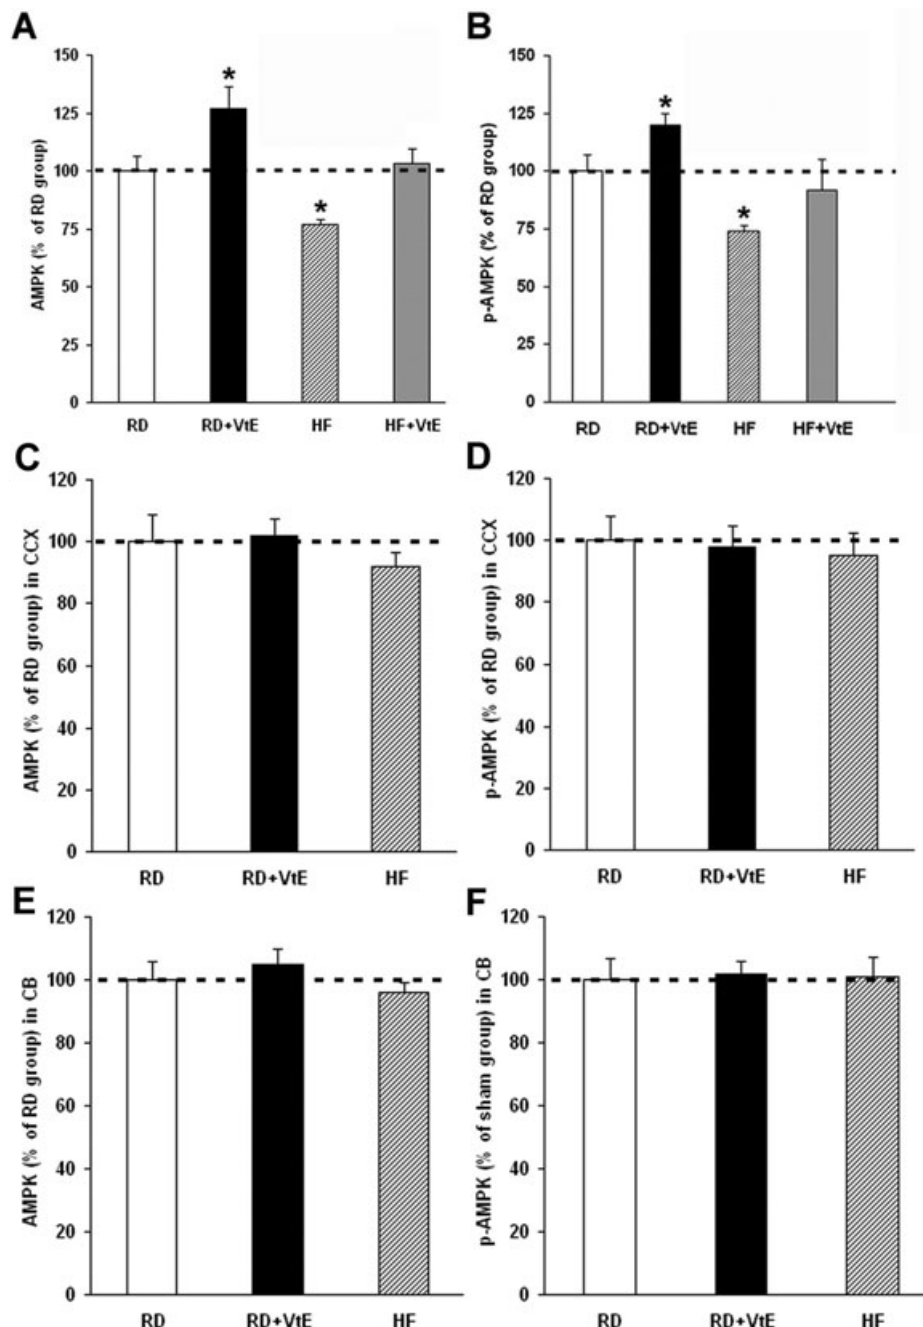 A
AMPK (% of RD group)
150
125
100
75
50
25
0
*
*
RD RD+VtE HF HF+VtE
B
p-AMPK (% of RD group)
150
125
100
75
50
25
0
*
*
RD RD+VtE HF HF+VtE
C
AMPK (% of RD group) in CCX
120
100
80
60
40
20
0
RD RD+VtE HF
D
p-AMPK (% of RD group) in CCX
120
100
80
60
40
20
0
RD RD+VtE HF
E
AMPK (% of RD group) in CB
120
100
80
60
40
20
0
RD RD+VtE HF
F
p-AMPK (% of sham group) in CB
120
100
80
60
40
20
0
RD RD+VtE HF